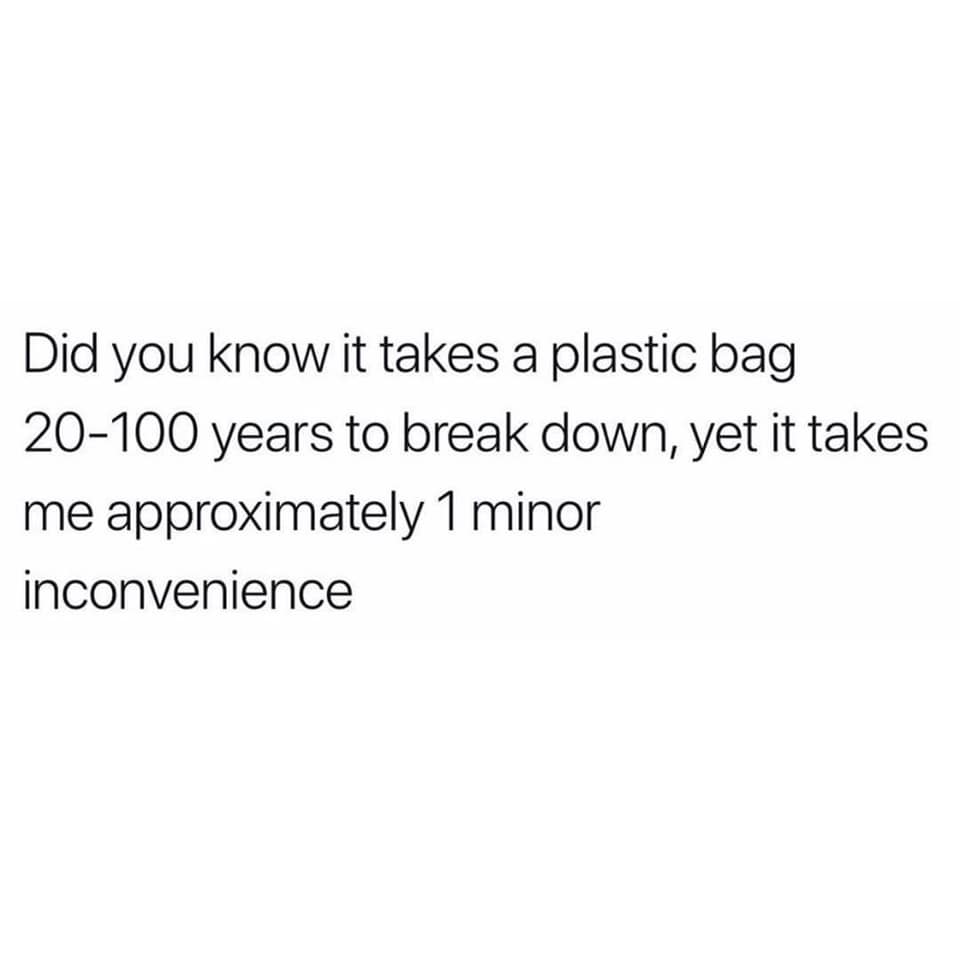 Did you know it takes a plastic bag
20-100 years to break down, yet it takes
me approximately 1 minor
inconvenience